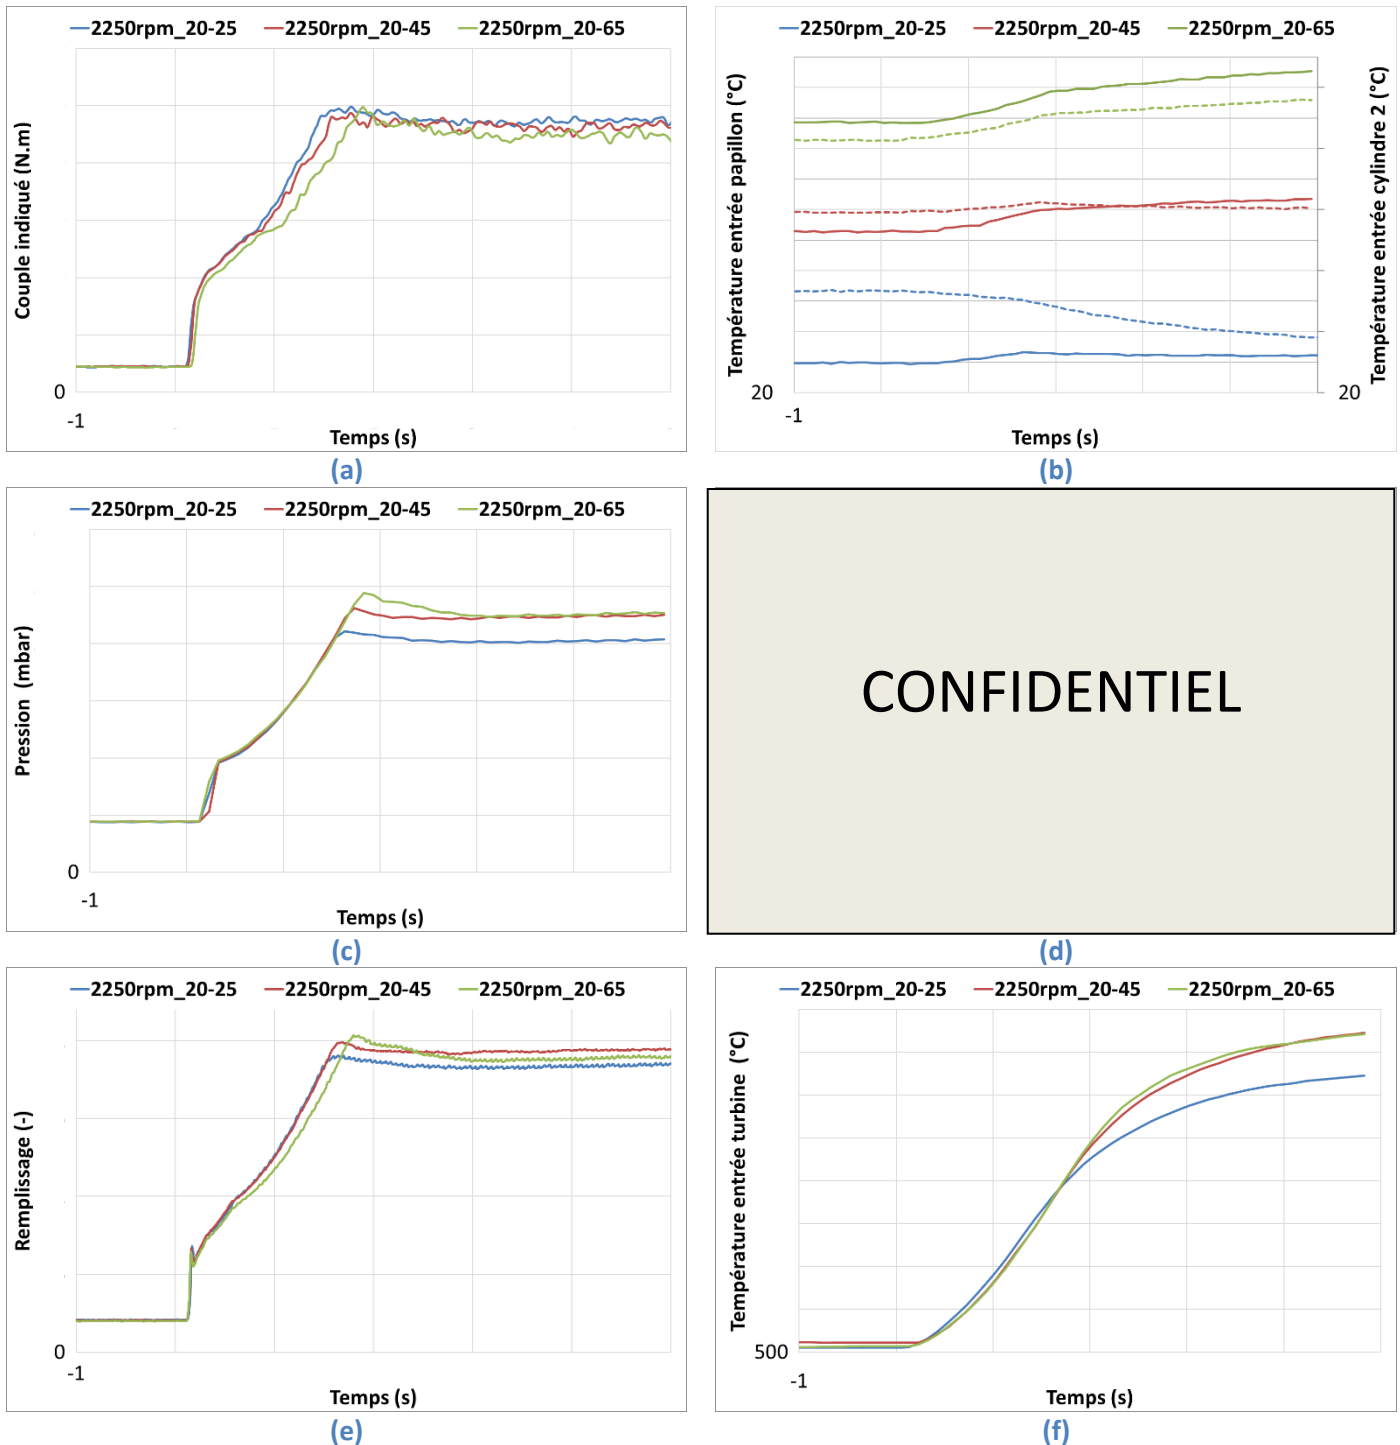 2250rpm_20-25 2250rpm_20-45 2250rpm_20-65
Couple indiqué (N.m)
0
-1
Temps (s)
(a)
2250rpm_20-25 2250rpm_20-45 2250rpm_20-65
Température entrée papillon (°C)
Température entrée cylindre 2 (°C)
20
20
-1
Temps (s)
(b)
2250rpm_20-25 2250rpm_20-45 2250rpm_20-65
Pression (mbar)
0
-1
Temps (s)
(c)
CONFIDENTIEL
(d)
2250rpm_20-25 2250rpm_20-45 2250rpm_20-65
Remplissage (-)
0
-1
Temps (s)
(e)
2250rpm_20-25 2250rpm_20-45 2250rpm_20-65
Température entrée turbine (°C)
500
-1
Temps (s)
(f)